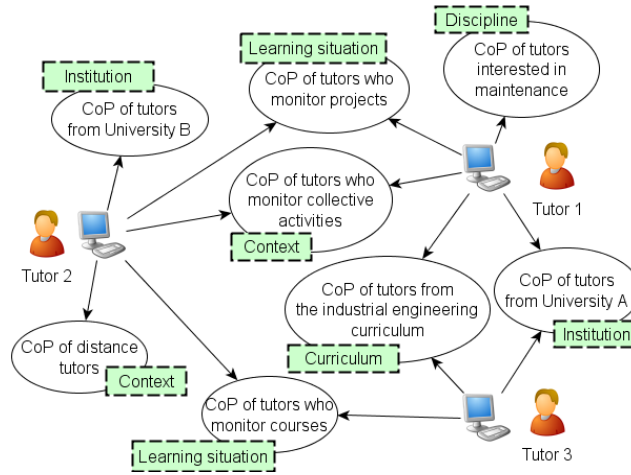 Discipline
CoP of tutors
interested in
maintenance
Learning situation
CoP of tutors who
monitor projects
Institution
CoP of tutors
from University B
CoP of tutors who
monitor collective
activities
Context
Tutor 1
Tutor 2
CoP of tutors from
the industrial engineering
curriculum
Curriculum
CoP of tutors
from University A
Institution
CoP of distance
tutors
Context
CoP of tutors who
monitor courses
Learning situation
Tutor 3